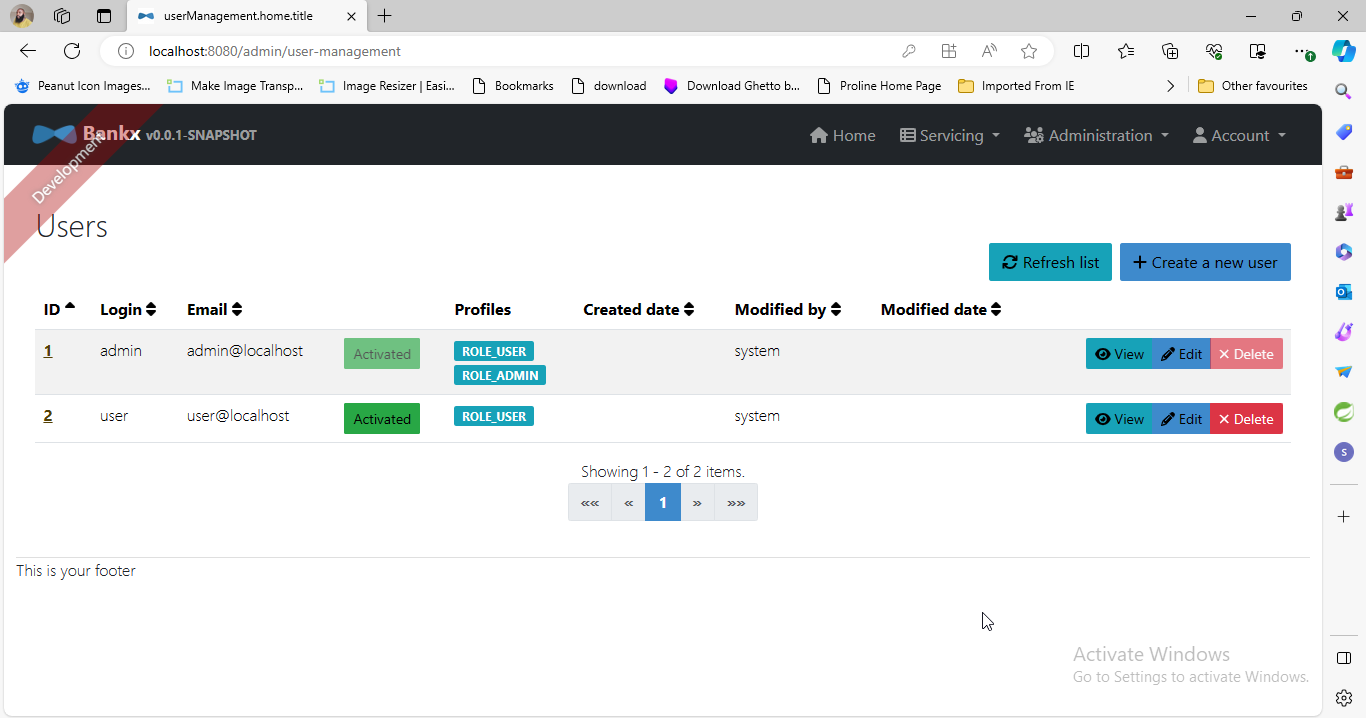 userManagement.home.title
localhost:8080/admin/user-management
Peanut Icon Images... Make Image Transp... Image Resizer | Easi... Bookmarks download Download Ghetto b... Proline Home Page Imported From IE Other favourites
Bankx v0.0.1-SNAPSHOT Home Servicing Administration Account
Development
Users
Refresh list + Create a new user
ID Login Email Profiles Created date Modified by Modified date
1 admin admin@localhost Activated ROLE_USER system View Edit × Delete
ROLE_ADMIN
2 user user@localhost Activated ROLE_USER system View Edit × Delete
Showing 1 - 2 of 2 items.
«« « 1 » »»
This is your footer
Activate Windows
Go to Settings to activate Windows.
S